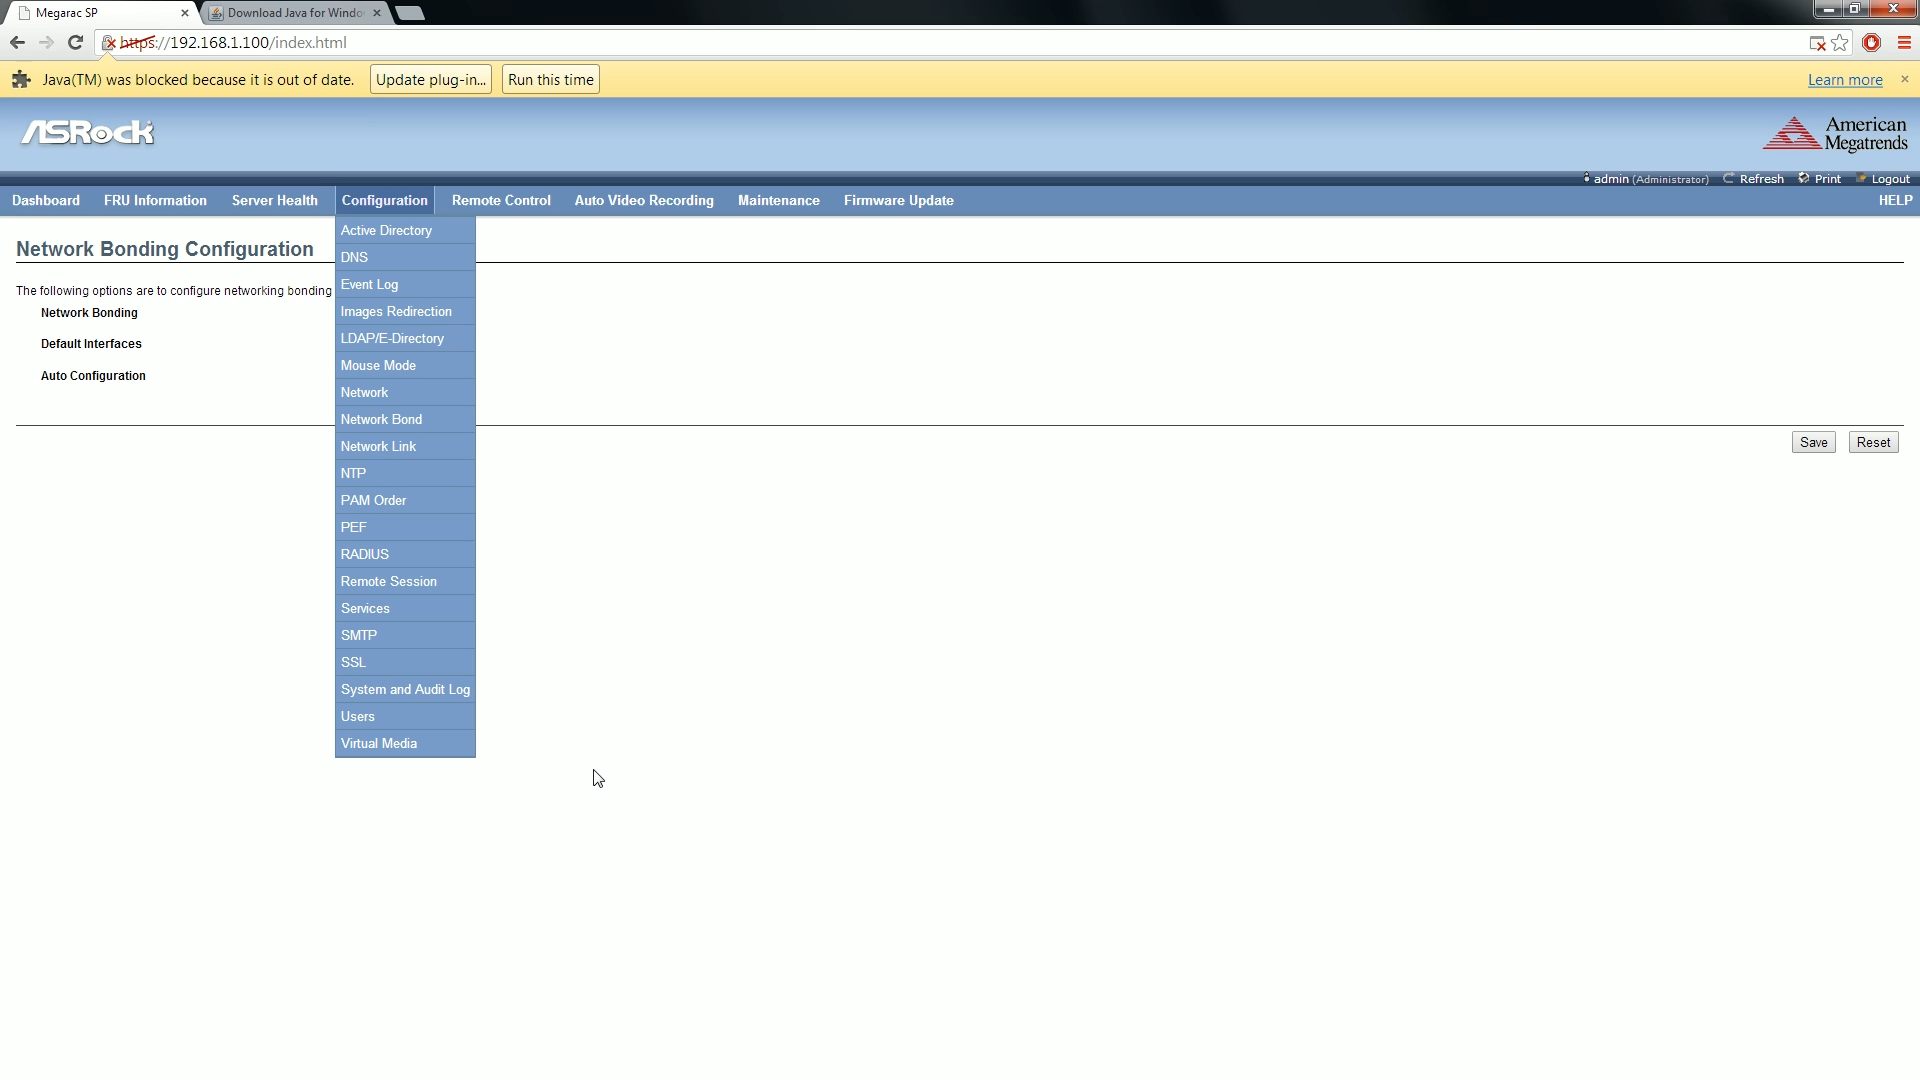 Megarac SP
Download Java for Windo
https://192.168.1.100/index.html
Java(TM) was blocked because it is out of date.
Update plug-in...
Run this time
Learn more
ASRock
American
Megatrends
admin (Administrator)
Refresh
Print
Logout
Dashboard
FRU Information
Server Health
Configuration
Remote Control
Auto Video Recording
Maintenance
Firmware Update
HELP
Network Bonding Configuration
The following options are to configure networking bonding
Network Bonding
Default Interfaces
Auto Configuration
Active Directory
DNS
Event Log
Images Redirection
LDAP/E-Directory
Mouse Mode
Network
Network Bond
Network Link
NTP
PAM Order
PEF
RADIUS
Remote Session
Services
SMTP
SSL
System and Audit Log
Users
Virtual Media
Save
Reset